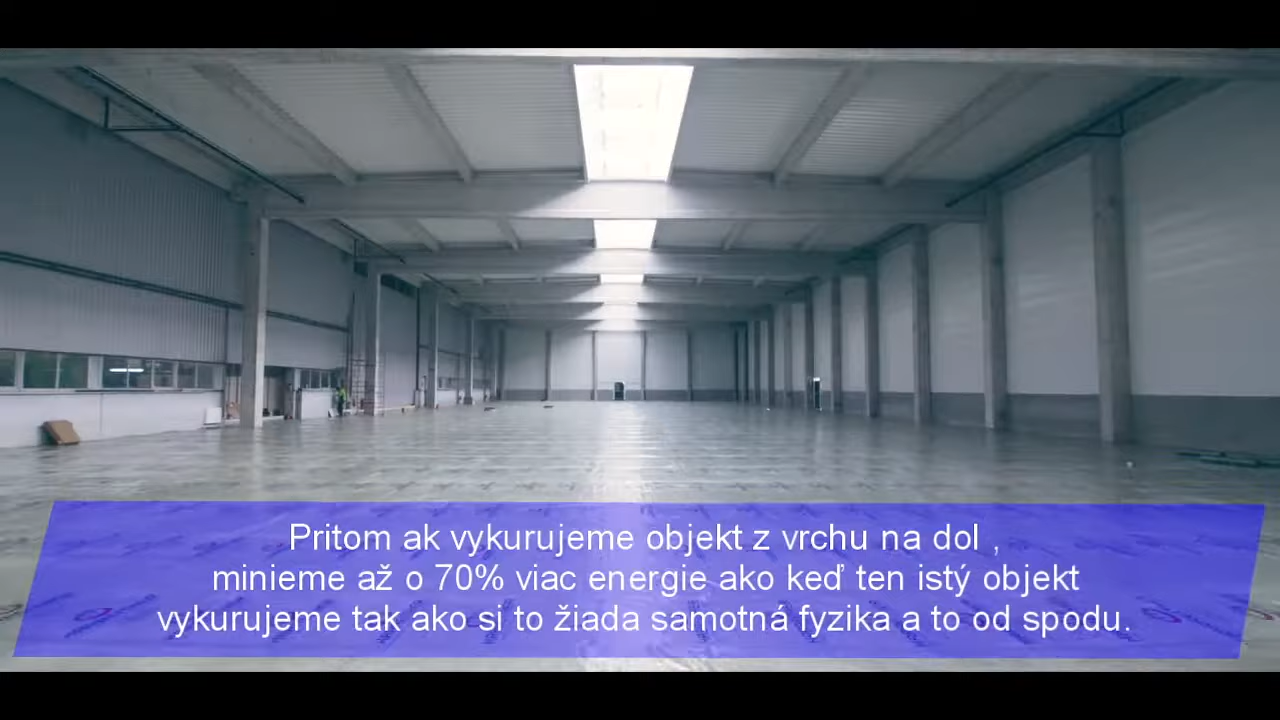 Pritom ak vykurujeme objekt z vrchu na dol ,
minieme až o 70% viac energie ako keď ten istý objekt
vykurujeme tak ako si to žiada samotná fyzika a to od spodu.